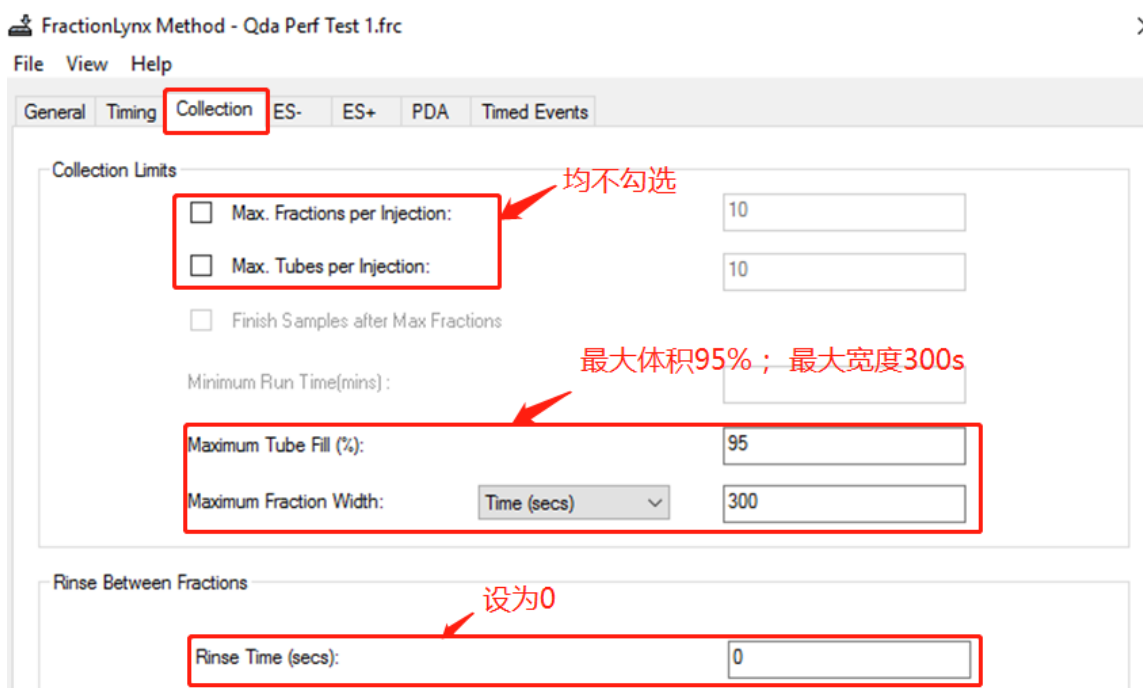 FractionLynx Method - Qda Perf Test 1.frc
File View Help
General Timing Collection ES- ES+ PDA Timed Events
Collection Limits
均不勾选
Max. Fractions per Injection: 10
Max. Tubes per Injection: 10
Finish Samples after Max Fractions
最大体积95%； 最大宽度300s
Minimum Run Time(mins) :
Maximum Tube Fill (%): 95
Maximum Fraction Width: Time (secs) 300
Rinse Between Fractions
设为0
Rinse Time (secs): 0